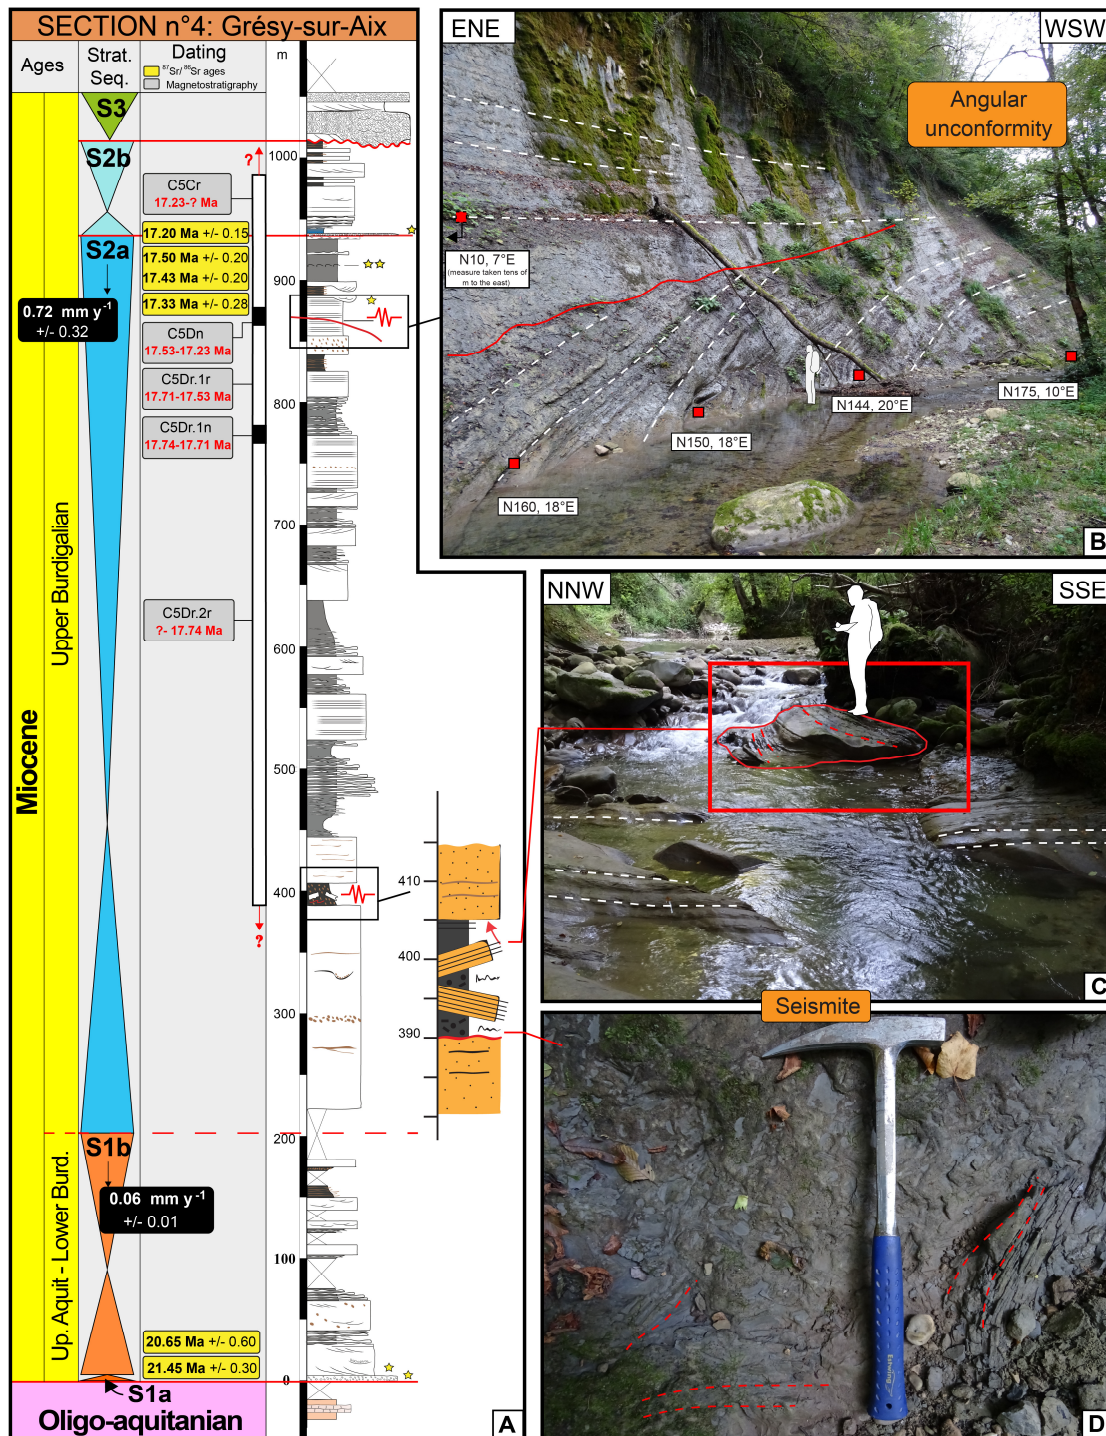 SECTION n°4: Grésy-sur-Aix
Ages
Strat.
Seq.
Dating
87Sr/ 86Sr ages
Magnetostratigraphy
m
S3
S2b
S2a
0.72 mm y-1
+/- 0.32
S1b
0.06 mm y-1
+/- 0.01
S1a
Miocene
Upper Burdigalian
Up. Aquit - Lower Burd.
Oligo-aquitanian
?
C5Cr
17.23-? Ma
17.20 Ma +/- 0.15
17.50 Ma +/- 0.20
17.43 Ma +/- 0.20
17.33 Ma +/- 0.28
C5Dn
17.53-17.23 Ma
C5Dr.1r
17.71-17.53 Ma
C5Dr.1n
17.74-17.71 Ma
C5Dr.2r
?- 17.74 Ma
?
20.65 Ma +/- 0.60
21.45 Ma +/- 0.30
1000
900
800
700
600
500
400
300
200
100
0
410
400
390
A
ENE
WSW
Angular
unconformity
N10, 7°E
(measure taken tens of
m to the east)
N175, 10°E
N144, 20°E
N150, 18°E
N160, 18°E
B
NNW
SSE
C
Seismite
Estwing
D